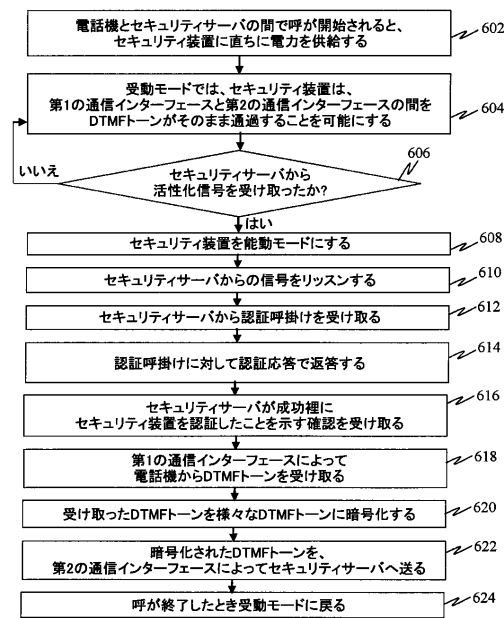 電話機とセキュリティサーバの間で呼が開始されると、
セキュリティ装置に直ちに電力を供給する
602
受動モードでは、セキュリティ装置は、
第1の通信インターフェースと第2の通信インターフェースの間を
DTMFトーンがそのまま通過することを可能にする
604
セキュリティサーバから
活性化信号を受け取ったか?
606
いいえ
はい
セキュリティ装置を能動モードにする
608
セキュリティサーバからの信号をリッスンする
610
セキュリティサーバから認証呼掛けを受け取る
612
認証呼掛けに対して認証応答で返答する
614
セキュリティサーバが成功裡に
セキュリティ装置を認証したことを示す確認を受け取る
616
第1の通信インターフェースによって
電話機からDTMFトーンを受け取る
618
受け取ったDTMFトーンを様々なDTMFトーンに暗号化する
620
暗号化されたDTMFトーンを、
第2の通信インターフェースによってセキュリティサーバへ送る
622
呼が終了したとき受動モードに戻る
624